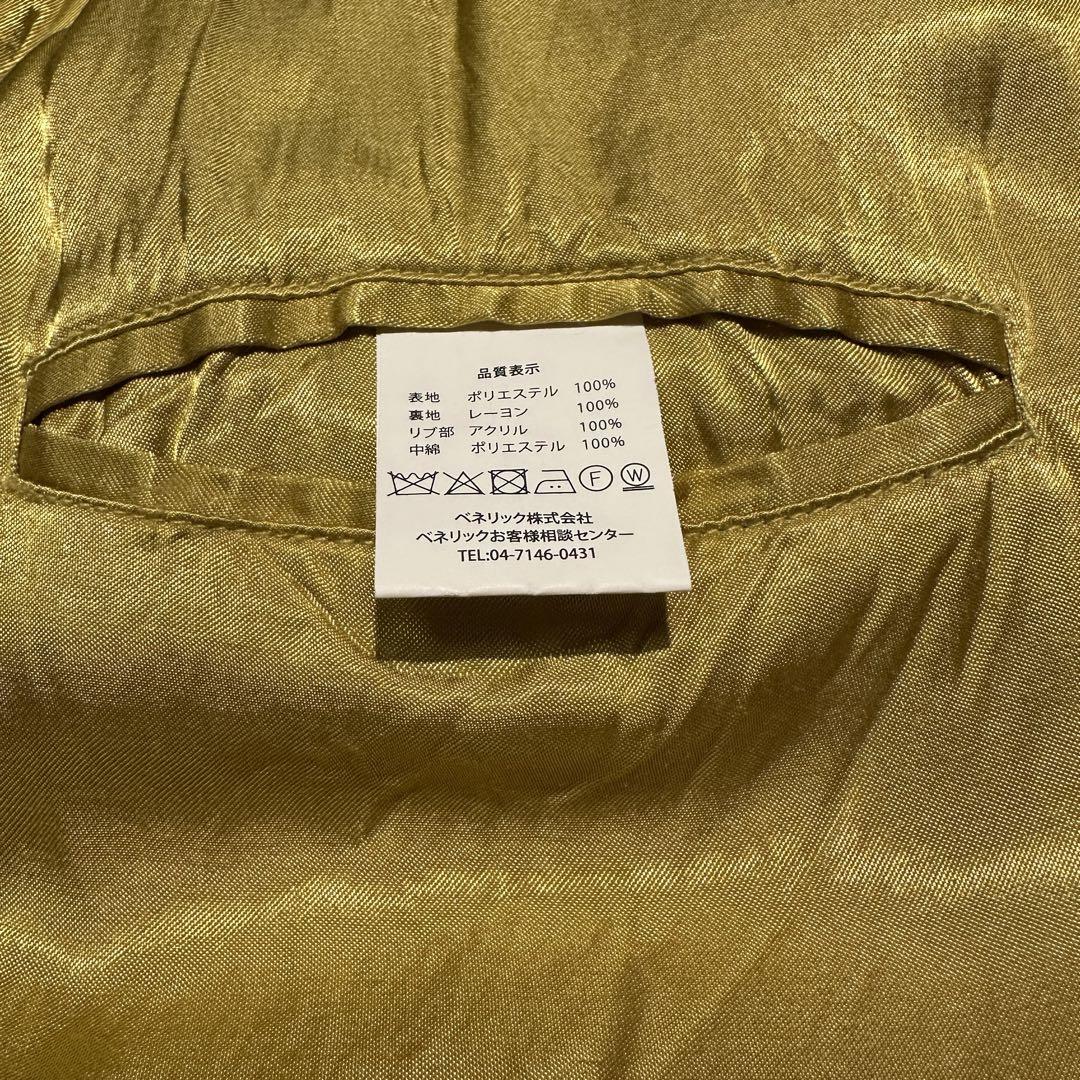 品質表示
表地 ポリエステル 100%
裏地 レーヨン 100%
リブ部 アクリル 100%
中綿 ポリエステル 100%
F W
ベネリック株式会社
ベネリックお客様相談センター
TEL:04-7146-0431